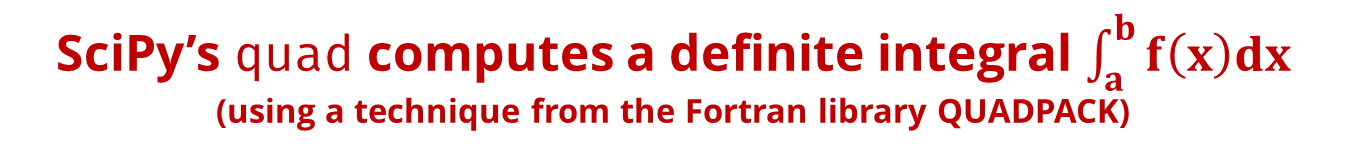 SciPy’s quad computes a definite integral ∫ₐᵇ f(x)dx
(using a technique from the Fortran library QUADPACK)